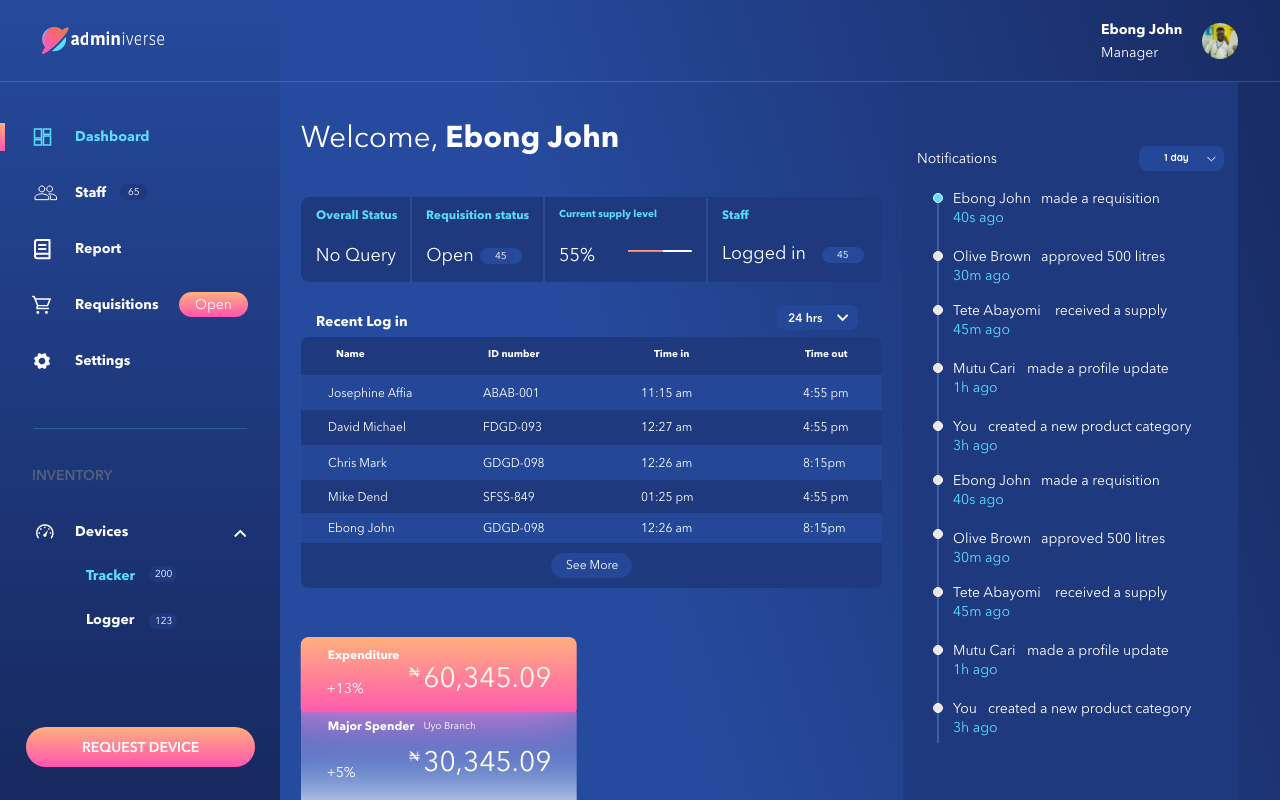 adminiverse
Ebong John
Manager
Dashboard
Staff 65
Report
Requisitions Open
Settings
INVENTORY
Devices
Tracker 200
Logger 123
REQUEST DEVICE
Welcome, Ebong John
Overall Status
No Query
Requisition status
Open 45
Current supply level
55%
Staff
Logged in 45
Recent Log in 24 hrs
Name ID number Time in Time out
Josephine Affia ABAB-001 11:15 am 4:55 pm
David Michael FDGD-093 12:27 am 4:55 pm
Chris Mark GDGD-098 12:26 am 8:15pm
Mike Dend SFSS-849 01:25 pm 4:55 pm
Ebong John GDGD-098 12:26 am 8:15pm
See More
Expenditure
+13% ₦60,345.09
Major Spender Uyo Branch
+5% ₦30,345.09
Notifications 1 day
Ebong John made a requisition
40s ago
Olive Brown approved 500 litres
30m ago
Tete Abayomi received a supply
45m ago
Mutu Cari made a profile update
1h ago
You created a new product category
3h ago
Ebong John made a requisition
40s ago
Olive Brown approved 500 litres
30m ago
Tete Abayomi received a supply
45m ago
Mutu Cari made a profile update
1h ago
You created a new product category
3h ago